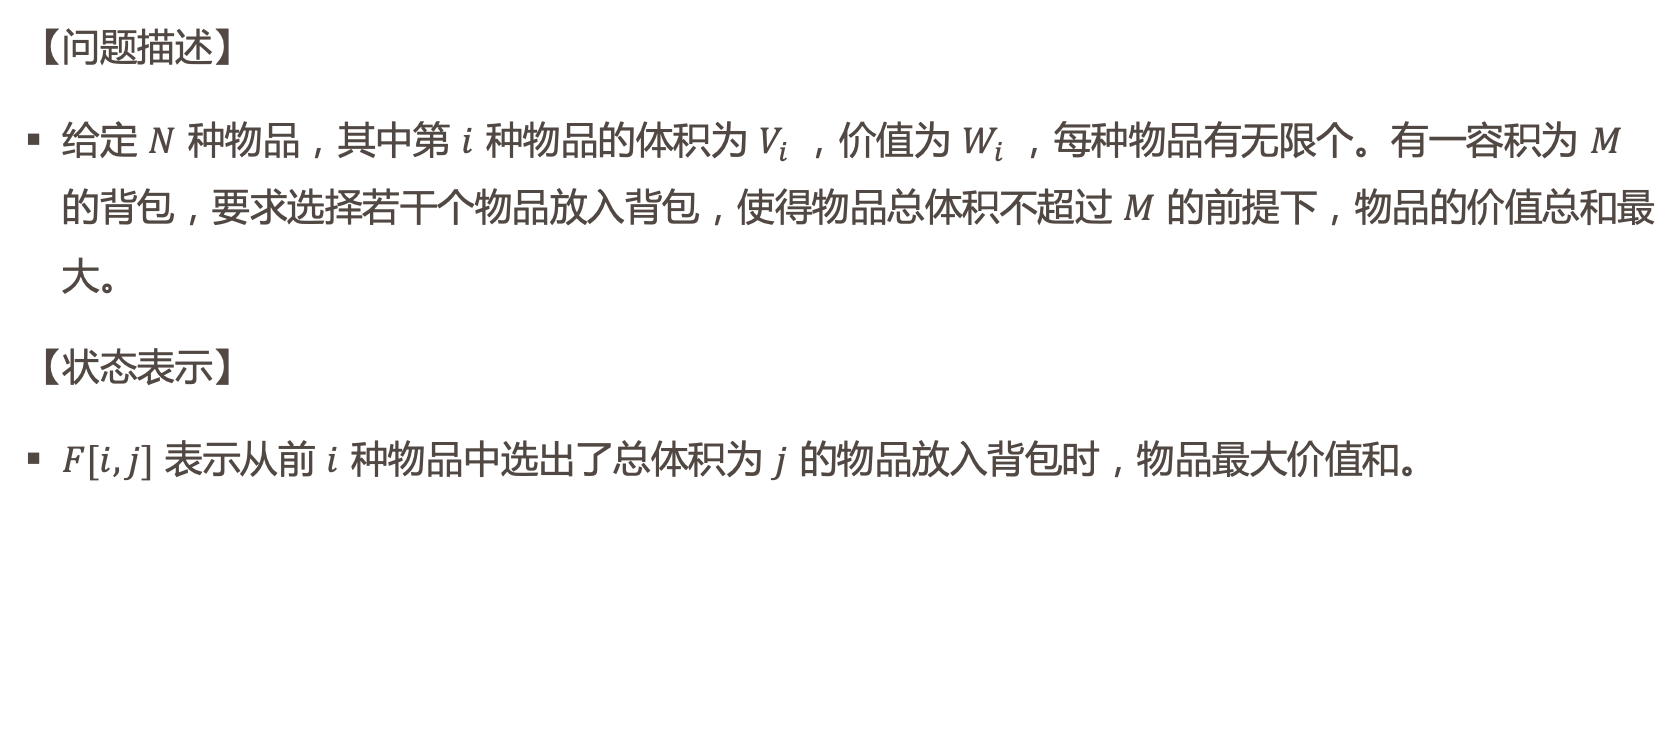 【问题描述】
▪ 给定 N 种物品，其中第 i 种物品的体积为 Vᵢ ，价值为 Wᵢ ，每种物品有无限个。有一容积为 M
的背包，要求选择若干个物品放入背包，使得物品总体积不超过 M 的前提下，物品的价值总和最
大。
【状态表示】
▪ F[i, j] 表示从前 i 种物品中选出了总体积为 j 的物品放入背包时，物品最大价值和。